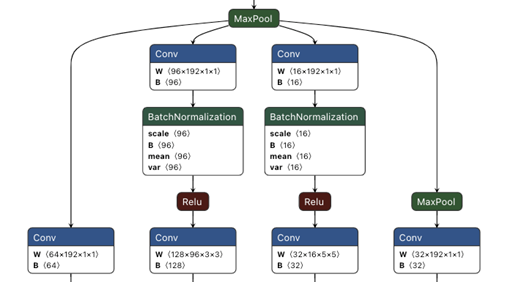 MaxPool
Conv
W ⟨96×192×1×1⟩
B ⟨96⟩
Conv
W ⟨16×192×1×1⟩
B ⟨16⟩
BatchNormalization
scale ⟨96⟩
B ⟨96⟩
mean ⟨96⟩
var ⟨96⟩
BatchNormalization
scale ⟨16⟩
B ⟨16⟩
mean ⟨16⟩
var ⟨16⟩
Relu
Relu
MaxPool
Conv
W ⟨64×192×1×1⟩
B ⟨64⟩
Conv
W ⟨128×96×3×3⟩
B ⟨128⟩
Conv
W ⟨32×16×5×5⟩
B ⟨32⟩
Conv
W ⟨32×192×1×1⟩
B ⟨32⟩